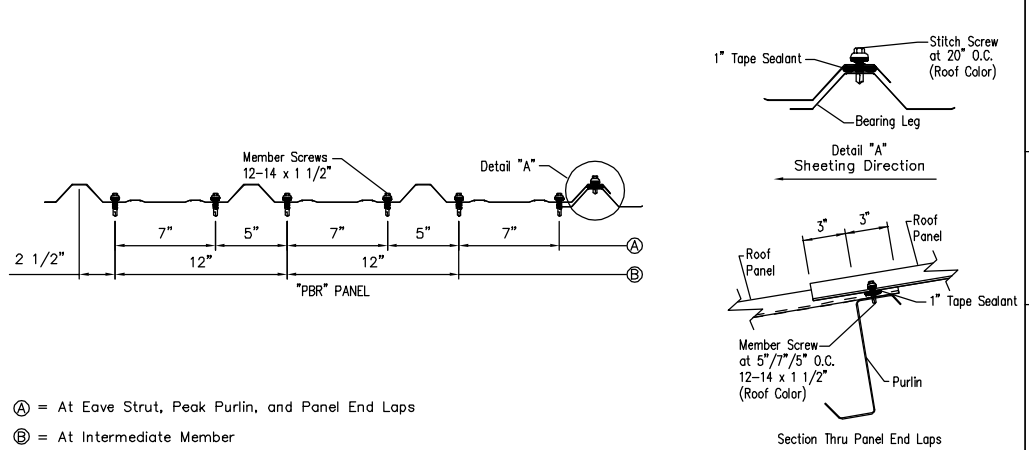 Member Screws
12-14 x 1 1/2"
Detail "A"
7"
5"
7"
5"
7"
A
2 1/2"
12"
12"
B
"PBR" PANEL
A = At Eave Strut, Peak Purlin, and Panel End Laps
B = At Intermediate Member
1" Tape Sealant
Stitch Screw
at 20" O.C.
(Roof Color)
Bearing Leg
Detail "A"
Sheeting Direction
3"
3"
Roof
Panel
Roof
Panel
1" Tape Sealant
Member Screw
at 5"/7"/5" O.C.
12-14 x 1 1/2"
(Roof Color)
Purlin
Section Thru Panel End Laps